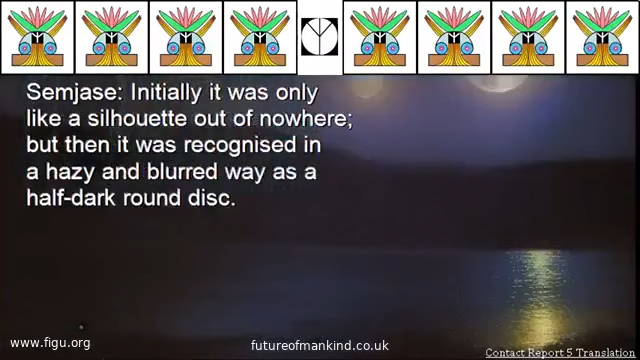 Semjase: Initially it was only
like a silhouette out of nowhere;
but then it was recognised in
a hazy and blurred way as a
half-dark round disc.
www.figu.org
futureofmankind.co.uk
Contact Report 5 Translation